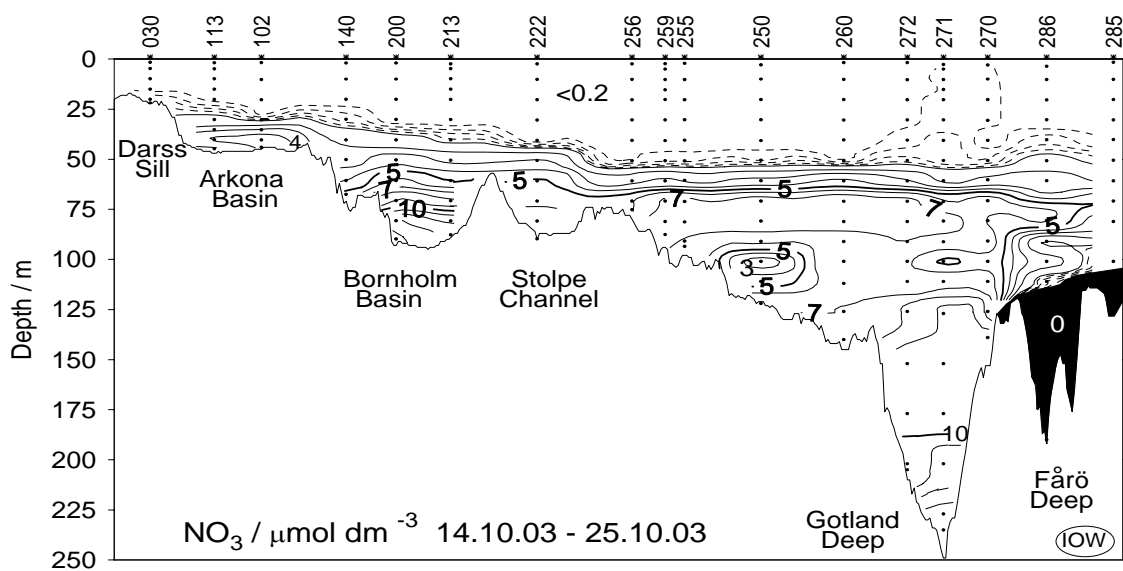 030 113 102 140 200 213 222 256 259 255 250 260 272 271 270 286 285
0
25
50
75
100
125
150
175
200
225
250
Depth / m
<0.2
4
5 5 5 5
7 7 7
10
3
5
5
7
10
0
Darss
Sill
Arkona
Basin
Bornholm
Basin
Stolpe
Channel
Gotland
Deep
Fårö
Deep
NO₃ / μmol dm ⁻³ 14.10.03 - 25.10.03
IOW